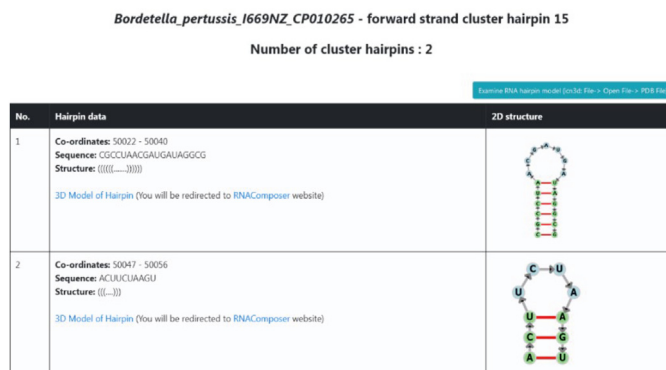 Bordetella_pertussis_I669NZ_CP010265 - forward strand cluster hairpin 15
Number of cluster hairpins : 2
Examine RNA hairpin model (icn3d: File-> Open File-> PDB File
No. Hairpin data 2D structure
1 Co-ordinates: 50022 - 50040
Sequence: CGCCUAACGAUGAUAGGCG
Structure: ((((((.......))))))
3D Model of Hairpin (You will be redirected to RNAComposer website)
2 Co-ordinates: 50047 - 50056
Sequence: ACUUCUAAGU
Structure: (((....)))
3D Model of Hairpin (You will be redirected to RNAComposer website)
C U
U A
U A
C G
A U